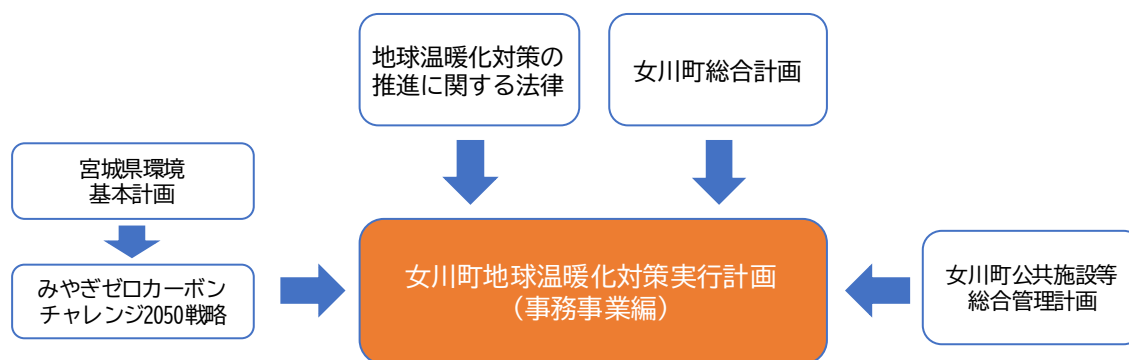 地球温暖化対策の
推進に関する法律
女川町総合計画
宮城県環境
基本計画
みやぎゼロカーボン
チャレンジ2050戦略
女川町地球温暖化対策実行計画
（事務事業編）
女川町公共施設等
総合管理計画